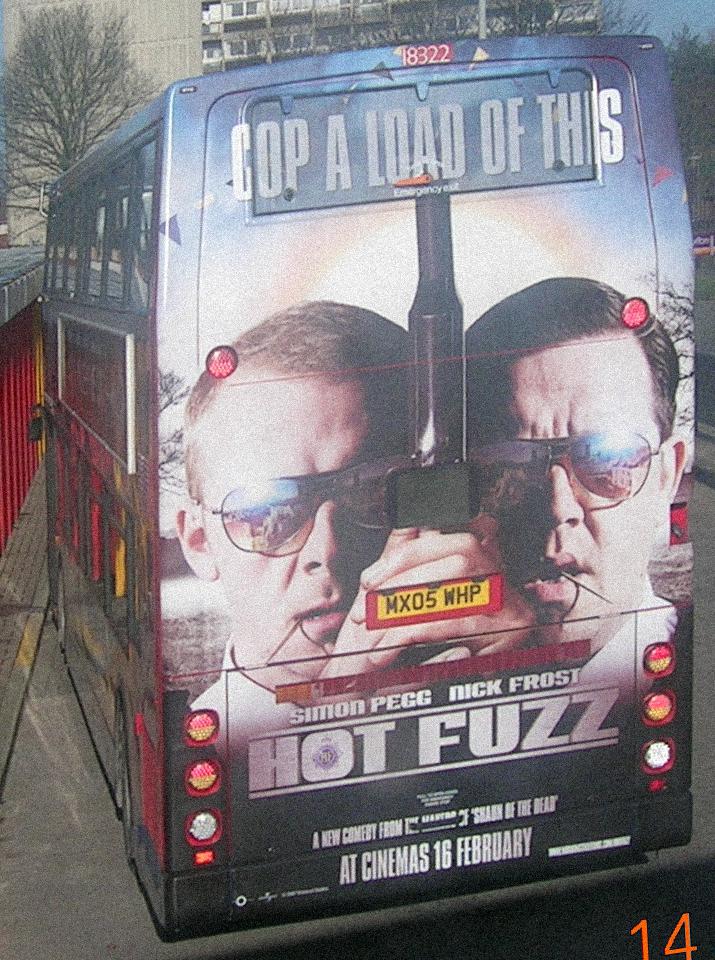 18322
COP A LOAD OF THIS
Emergency exit
MX05 WHP
SIMON PEGG NICK FROST
HOT FUZZ
A NEW COMEDY FROM THE MAKERS OF 'SHAUN OF THE DEAD'
AT CINEMAS 16 FEBRUARY
14